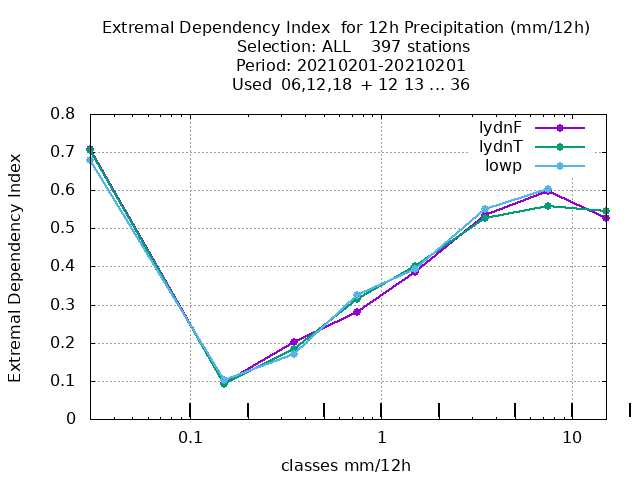 Extremal Dependency Index  for 12h Precipitation (mm/12h)
Selection: ALL    397 stations
Period: 20210201-20210201
Used  06,12,18  + 12 13 ... 36
lydnF
lydnT
lowp
Extremal Dependency Index
0.8
0.7
0.6
0.5
0.4
0.3
0.2
0.1
0
0.1 1 10
classes mm/12h